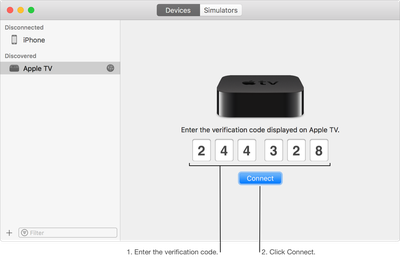 Devices Simulators
Disconnected
iPhone
Discovered
Apple TV
tv
Enter the verification code displayed on Apple TV.
2 4 4 3 2 8
Connect
Filter
1. Enter the verification code. 2. Click Connect.